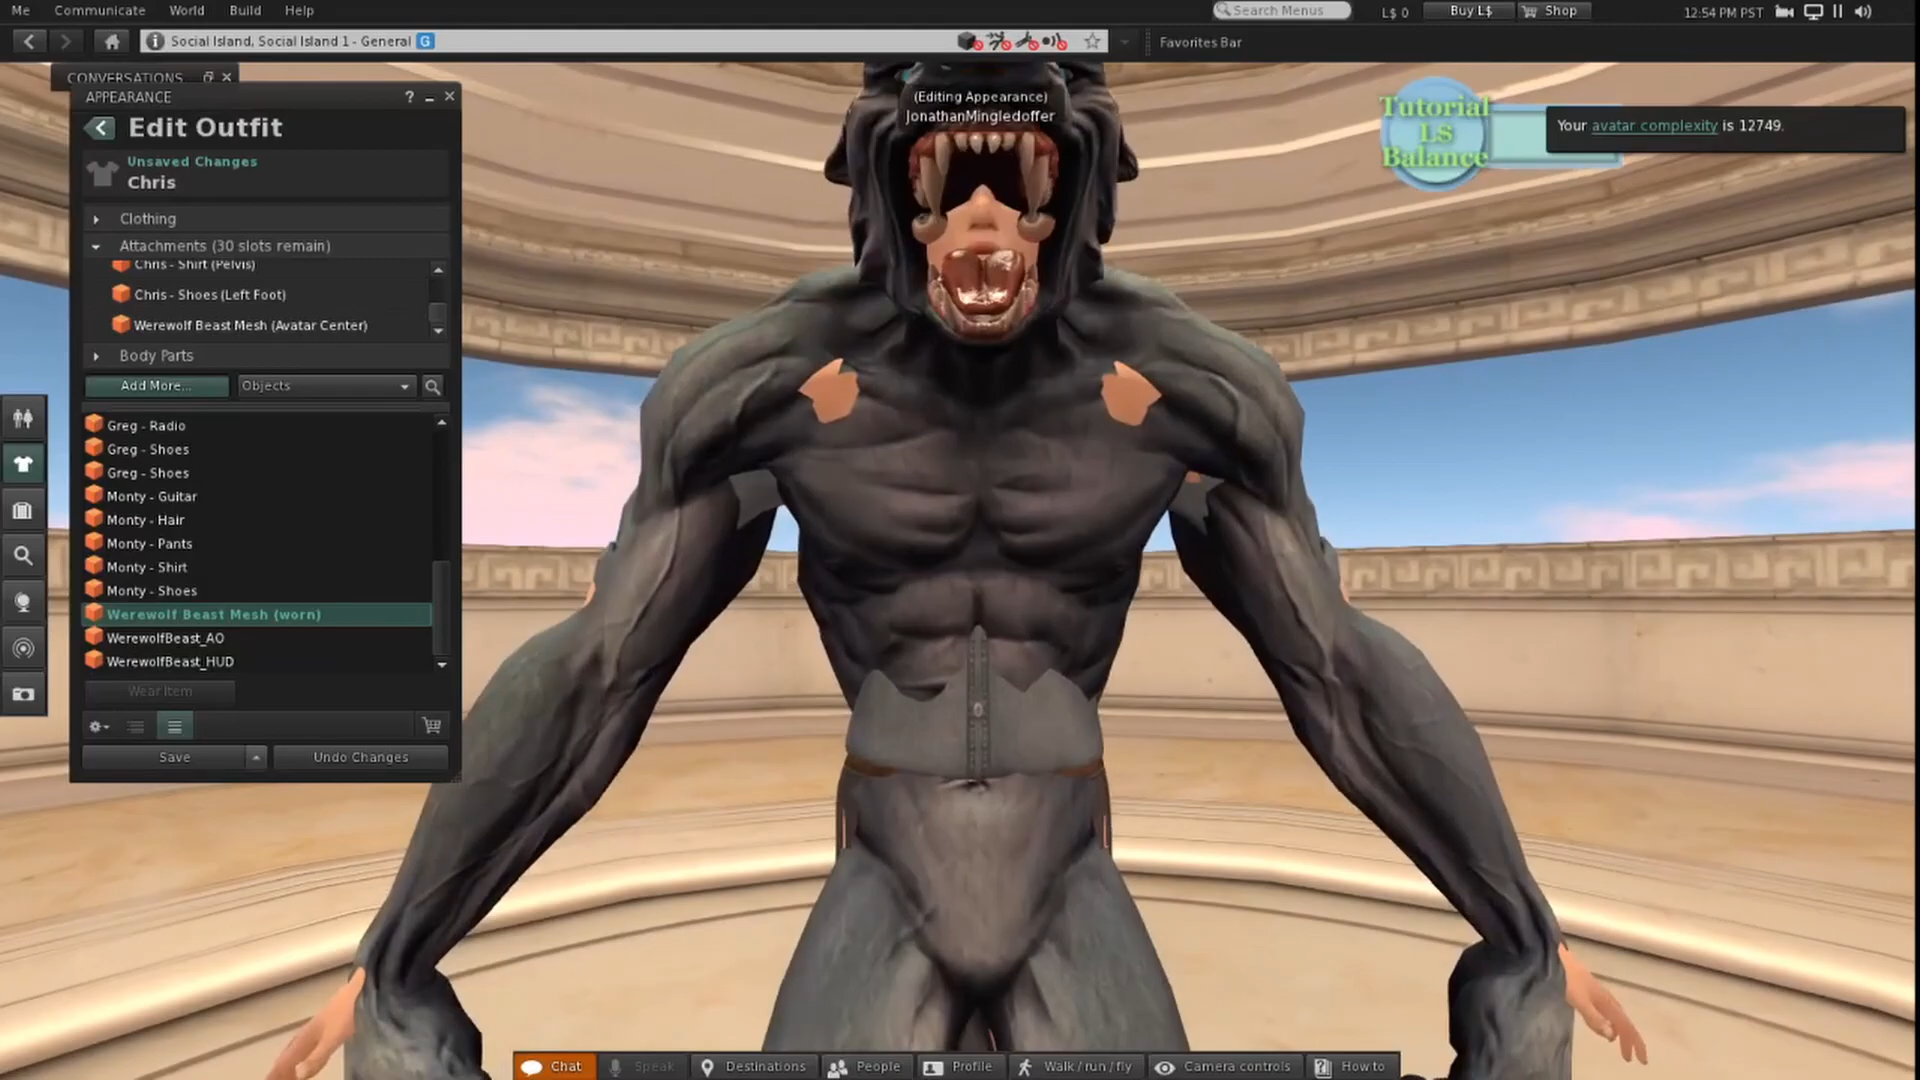 Me Communicate World Build Help
Search Menus L$ 0 Buy L$ Shop 12:54 PM PST
Social Island, Social Island 1 - General G Favorites Bar
CONVERSATIONS
APPEARANCE
Edit Outfit
Unsaved Changes
Chris
Clothing
Attachments (30 slots remain)
Chris - Shirt (Pelvis)
Chris - Shoes (Left Foot)
Werewolf Beast Mesh (Avatar Center)
Body Parts
Add More... Objects
Greg - Radio
Greg - Shoes
Greg - Shoes
Monty - Guitar
Monty - Hair
Monty - Pants
Monty - Shirt
Monty - Shoes
Werewolf Beast Mesh (worn)
WerewolfBeast_AO
WerewolfBeast_HUD
Wear Item
Save Undo Changes
(Editing Appearance)
JonathanMingledoffer
Tutorial
LS
Balance
Your avatar complexity is 12749.
Chat Speak Destinations People Profile Walk / run / fly Camera controls How to